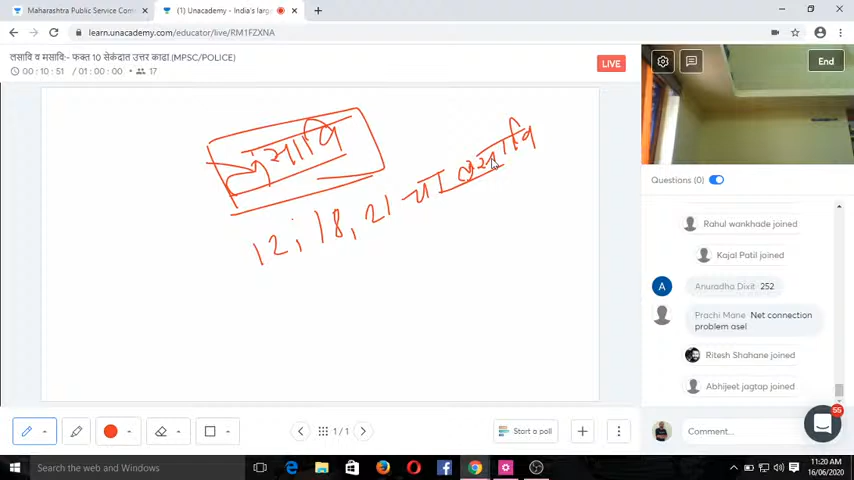 Maharashtra Public Service Com
(1) Unacademy - India's larg
learn.unacademy.com/educator/live/RM1FZXNA
लसावि व मसावि:- फक्त 10 सेकंदात उत्तर काढा.(MPSC/POLICE)
00:10:51 / 01:00:00 • 17
LIVE
End
लसावि
12, 18, 21 चा लसावि
Questions (0)
Rahul wankhade joined
Kajal Patil joined
A Anuradha Dixit 252
Prachi Mane Net connection
problem asel
Ritesh Shahane joined
Abhijeet jagtap joined
1 / 1
Start a poll
Comment...
55
Search the web and Windows
11:20 AM
16/06/2020